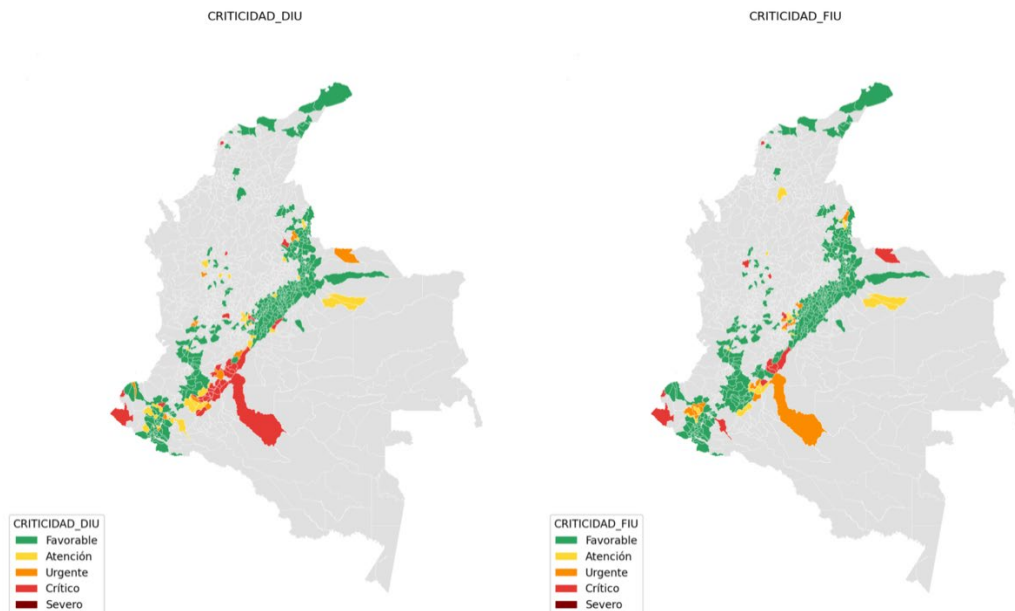 CRITICIDAD_DIU
CRITICIDAD_FIU
CRITICIDAD_DIU
Favorable
Atención
Urgente
Crítico
Severo
CRITICIDAD_FIU
Favorable
Atención
Urgente
Crítico
Severo